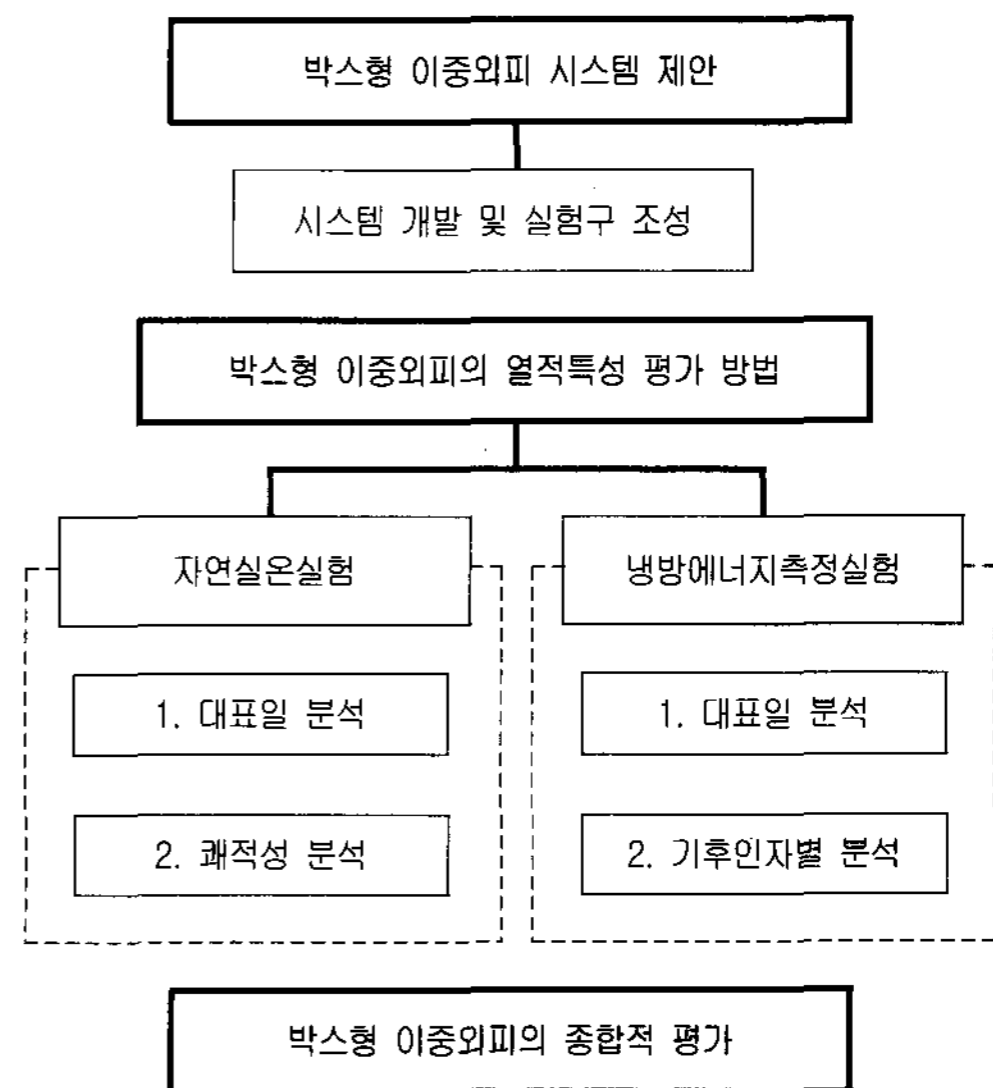 박스형 이중외피 시스템 제안
시스템 개발 및 실험구 조성
박스형 이중외피의 열적특성 평가 방법
자연실온실험
냉방에너지측정실험
1. 대표일 분석
1. 대표일 분석
2. 쾌적성 분석
2. 기후인자별 분석
박스형 이중외피의 종합적 평가